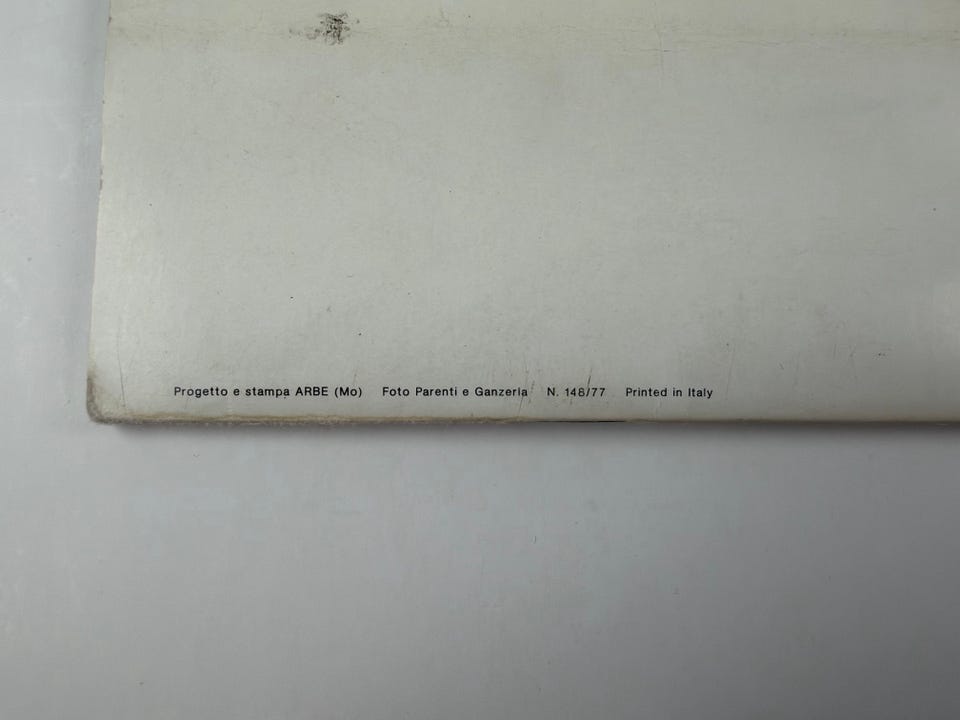 Progetto e stampa ARBE (Mo) Foto Parenti e Ganzerla N. 148/77 Printed in Italy